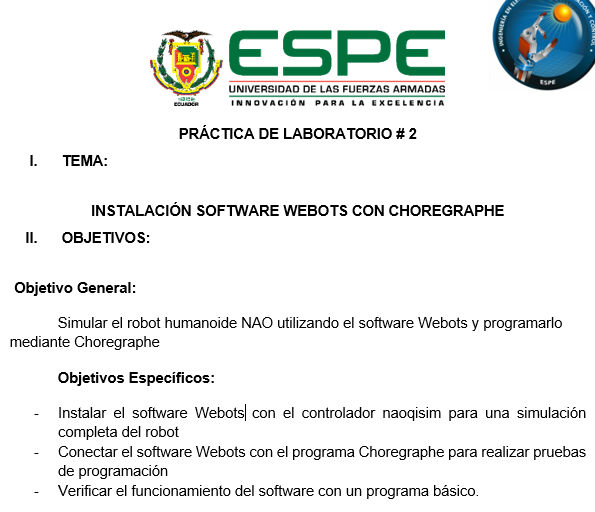 ESPE
UNIVERSIDAD DE LAS FUERZAS ARMADAS
INNOVACIÓN PARA LA EXCELENCIA
ECUADOR
ESPE
PRÁCTICA DE LABORATORIO # 2
I. TEMA:
INSTALACIÓN SOFTWARE WEBOTS CON CHOREGRAPHE
II. OBJETIVOS:
Objetivo General:
Simular el robot humanoide NAO utilizando el software Webots y programarlo
mediante Choregraphe
Objetivos Específicos:
- Instalar el software Webots con el controlador naoqisim para una simulación
completa del robot
- Conectar el software Webots con el programa Choregraphe para realizar pruebas
de programación
- Verificar el funcionamiento del software con un programa básico.